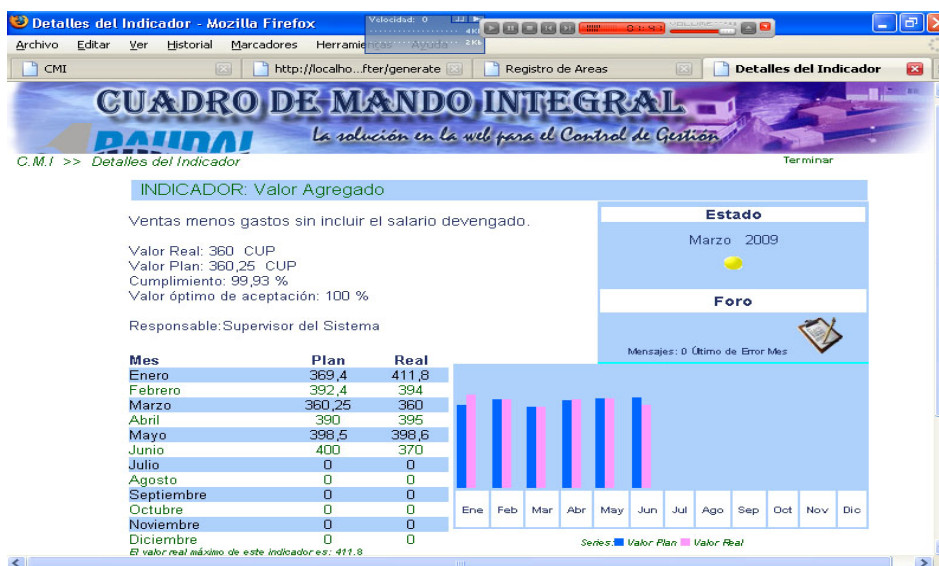 Detalles del Indicador - Mozilla Firefox
Velocidad: 0
Archivo Editar Ver Historial Marcadores Herramientas Ayuda
CMI http://localho...fter/generate Registro de Areas Detalles del Indicador
CUADRO DE MANDO INTEGRAL
La solución en la web para el Control de Gestión
C.M.I >> Detalles del Indicador Terminar
INDICADOR: Valor Agregado
Ventas menos gastos sin incluir el salario devengado.
Valor Real: 360 CUP
Valor Plan: 360,25 CUP
Cumplimiento: 99,93 %
Valor óptimo de aceptación: 100 %
Responsable:Supervisor del Sistema
Estado
Marzo 2009
Foro
Mensajes: 0 Último de Error Mes
Mes Plan Real
Enero 369,4 411,8
Febrero 392,4 394
Marzo 360,25 360
Abril 390 395
Mayo 398,5 398,6
Junio 400 370
Julio 0 0
Agosto 0 0
Septiembre 0 0
Octubre 0 0
Noviembre 0 0
Diciembre 0 0
El valor real máximo de este indicador es: 411.8
Ene Feb Mar Abr May Jun Jul Ago Sep Oct Nov Dic
Series: Valor Plan Valor Real